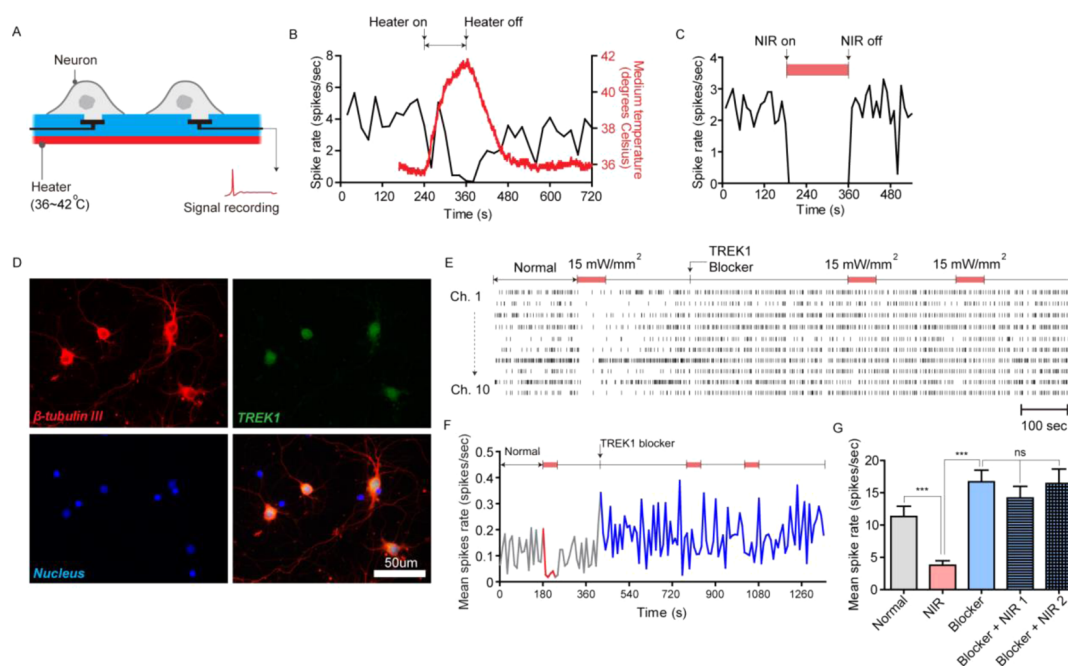 A
Neuron
Heater
(36~42°C)
Signal recording
B
Heater on
Heater off
Spike rate (spikes/sec)
8
6
4
2
0
Medium temperature
(degrees Celsius)
42
40
38
36
0 120 240 360 480 600 720
Time (s)
C
NIR on
NIR off
Spike rate (spikes/sec)
4
3
2
1
0
0 120 240 360 480
Time (s)
D
β-tubulin III
TREK1
Nucleus
50um
E
Normal
15 mW/mm²
TREK1
Blocker
15 mW/mm²
15 mW/mm²
Ch. 1
Ch. 10
100 sec
F
Normal
TREK1 blocker
Mean spikes rate (spikes/sec)
0.5
0.4
0.3
0.2
0.1
0
0 180 360 540 720 900 1080 1260
Time (s)
G
Mean spike rate (spikes/sec)
20
15
10
5
0
***
***
ns
Normal
NIR
Blocker
Blocker + NIR 1
Blocker + NIR 2